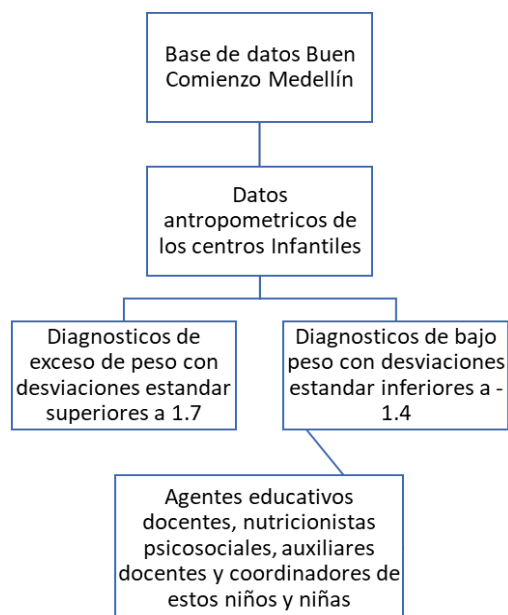 Base de datos Buen
Comienzo Medellín
Datos
antropometricos de
los centros Infantiles
Diagnosticos de
exceso de peso con
desviaciones estandar
superiores a 1.7
Diagnosticos de bajo
peso con desviaciones
estandar inferiores a -
1.4
Agentes educativos
docentes, nutricionistas
psicosociales, auxiliares
docentes y coordinadores de
estos niños y niñas